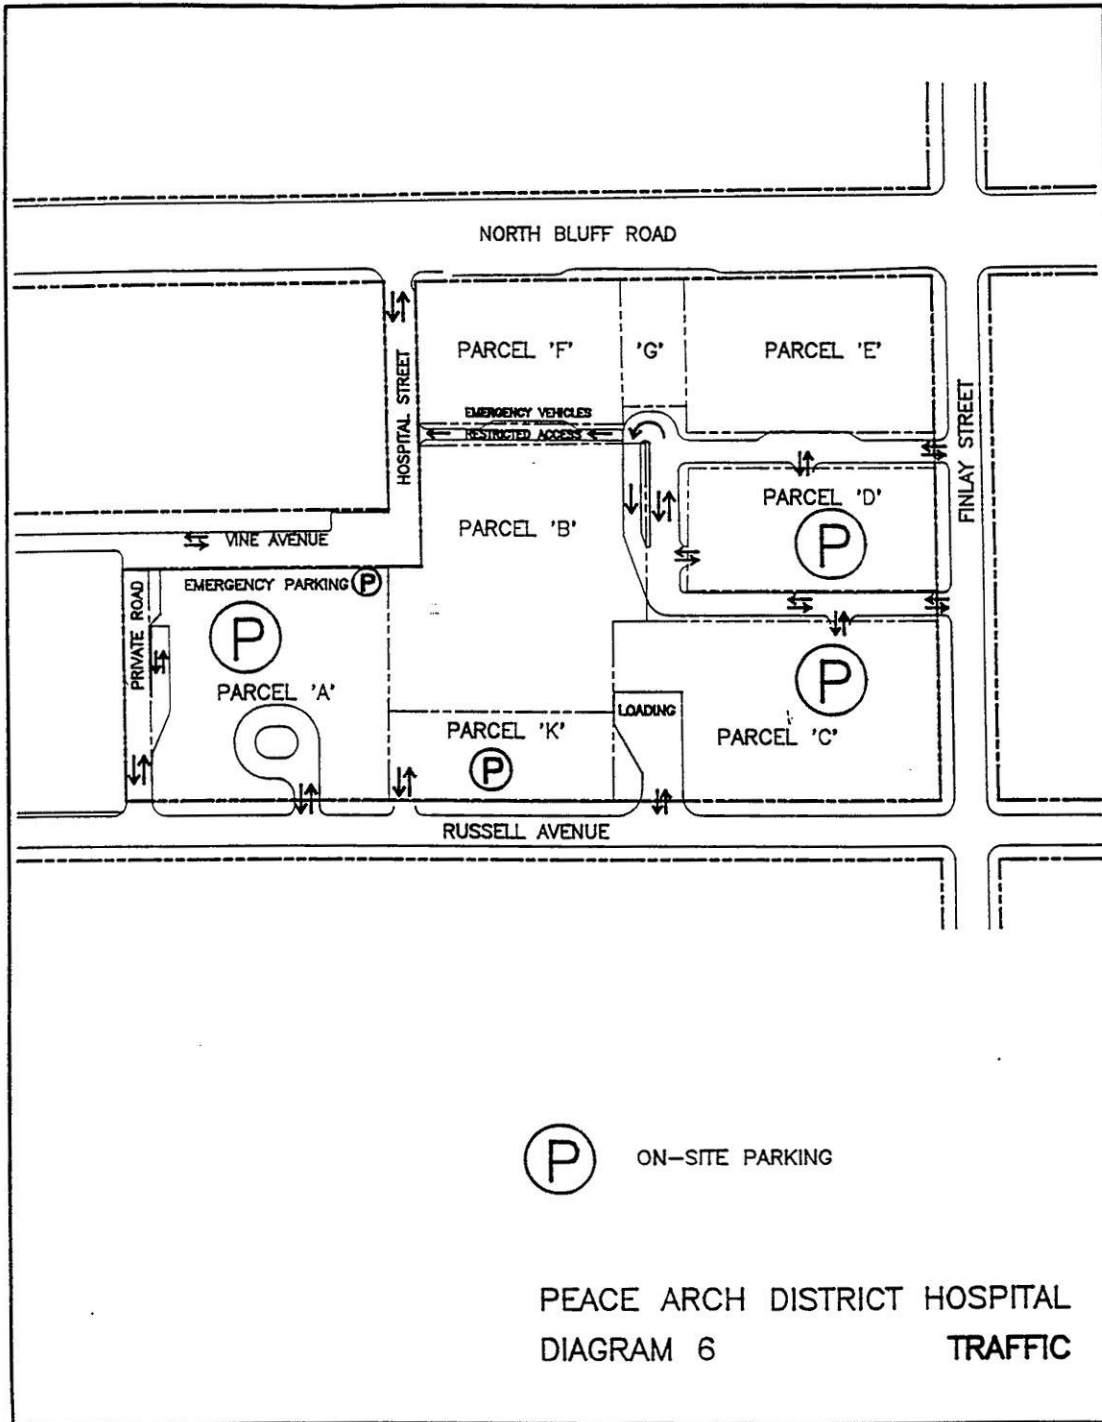 NORTH BLUFF ROAD
PARCEL 'F'
'G'
PARCEL 'E'
HOSPITAL STREET
EMERGENCY VEHICLES
RESTRICTED ACCESS
FINLAY STREET
PARCEL 'D'
P
PARCEL 'B'
VINE AVENUE
EMERGENCY PARKING P
PRIVATE ROAD
P
PARCEL 'A'
P
LOADING
PARCEL 'K'
P
PARCEL 'C'
RUSSELL AVENUE
P ON-SITE PARKING
PEACE ARCH DISTRICT HOSPITAL
DIAGRAM 6 TRAFFIC